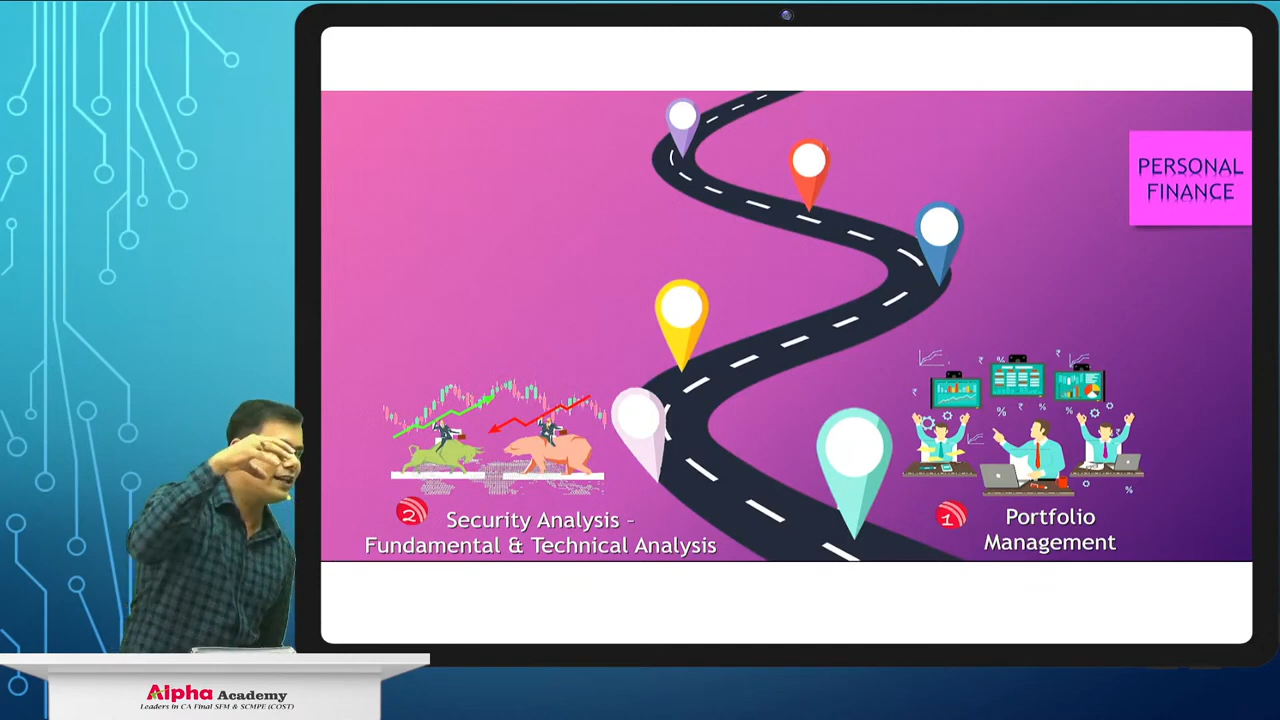 PERSONAL
FINANCE
2
Security Analysis –
Fundamental & Technical Analysis
1
Portfolio
Management
Alpha Academy
Leaders in CA Final SFM & SCMPE (COST)